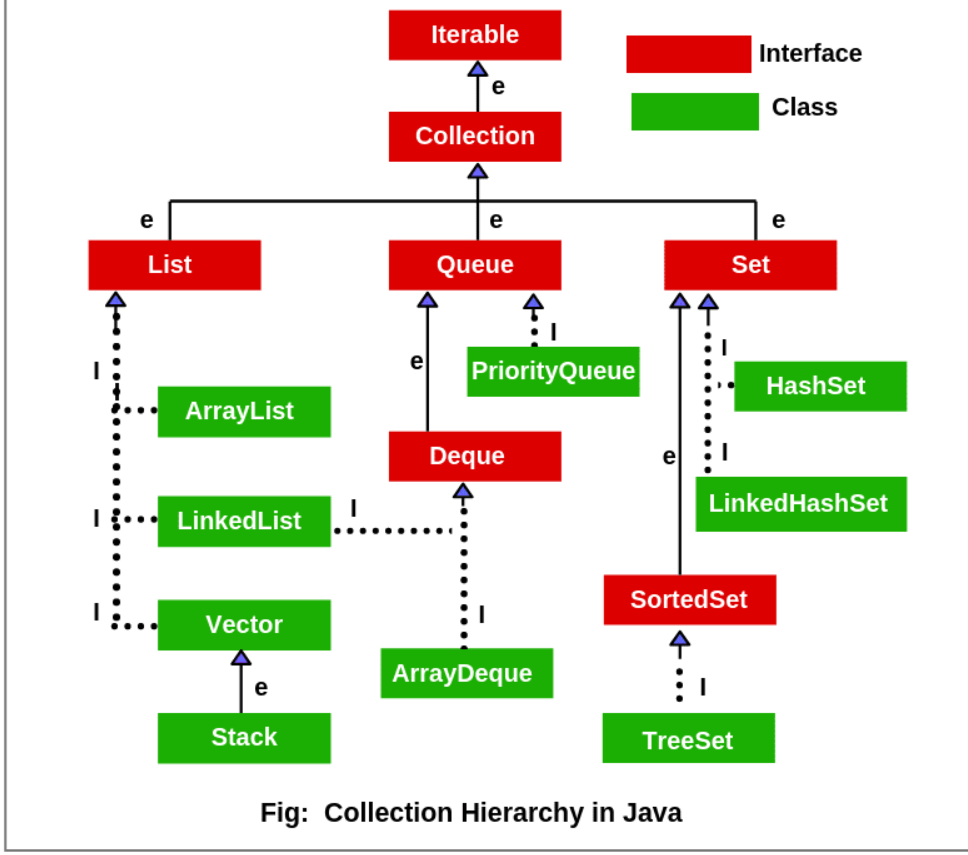 Iterable
Interface
e
Class
Collection
e
e
e
List
Queue
Set
I
I
e
I
PriorityQueue
HashSet
ArrayList
Deque
e
I
LinkedHashSet
I
I
LinkedList
SortedSet
I
I
Vector
ArrayDeque
e
I
Stack
TreeSet
Fig: Collection Hierarchy in Java